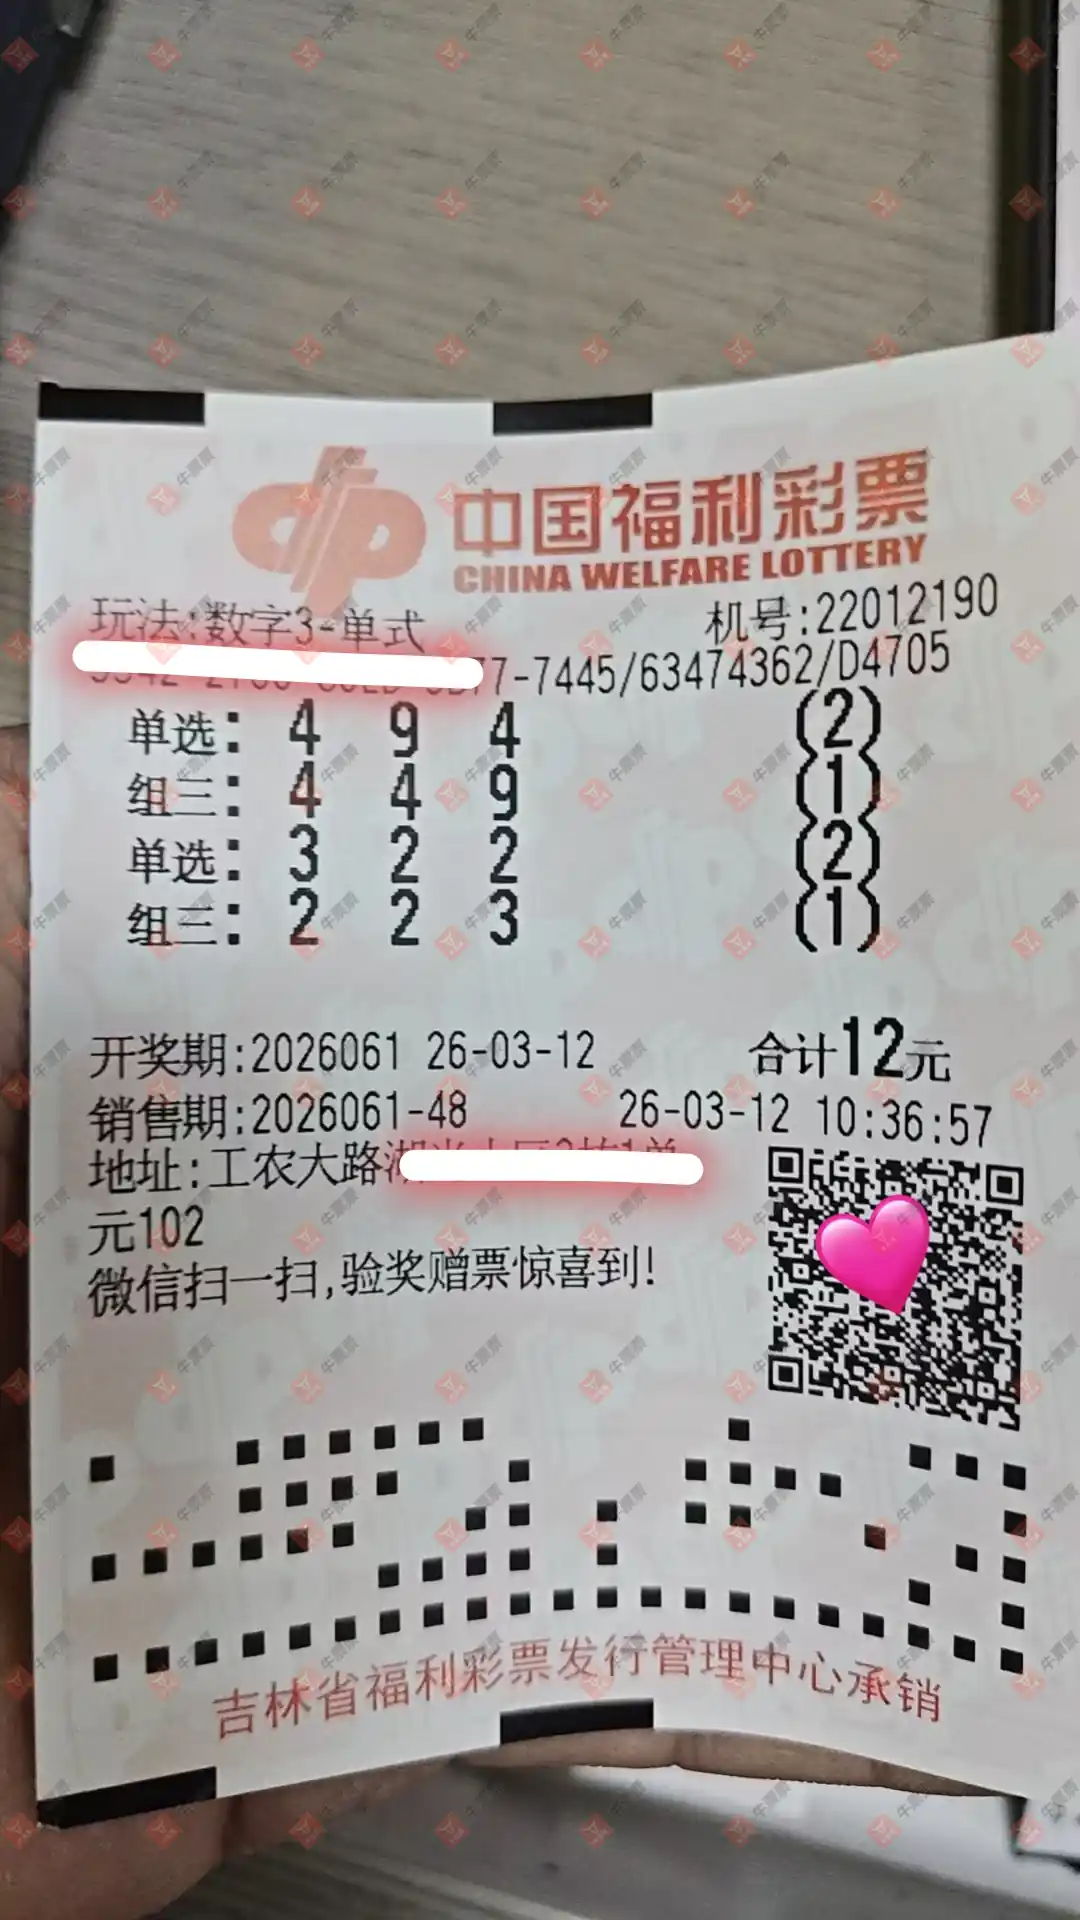 中国福利彩票
CHINA WELFARE LOTTERY
玩法:数字3-单式
机号:22012190
77-7445/63474362/D4705
单选: 4 9 4 (2)
组三: 4 4 9 (1)
单选: 3 2 2 (2)
组三: 2 2 3 (1)
开奖期:2026061 26-03-12 合计12元
销售期:2026061-48 26-03-12 10:36:57
地址:工农大路
元102
微信扫一扫,验奖赠票惊喜到!
吉林省福利彩票发行管理中心承销